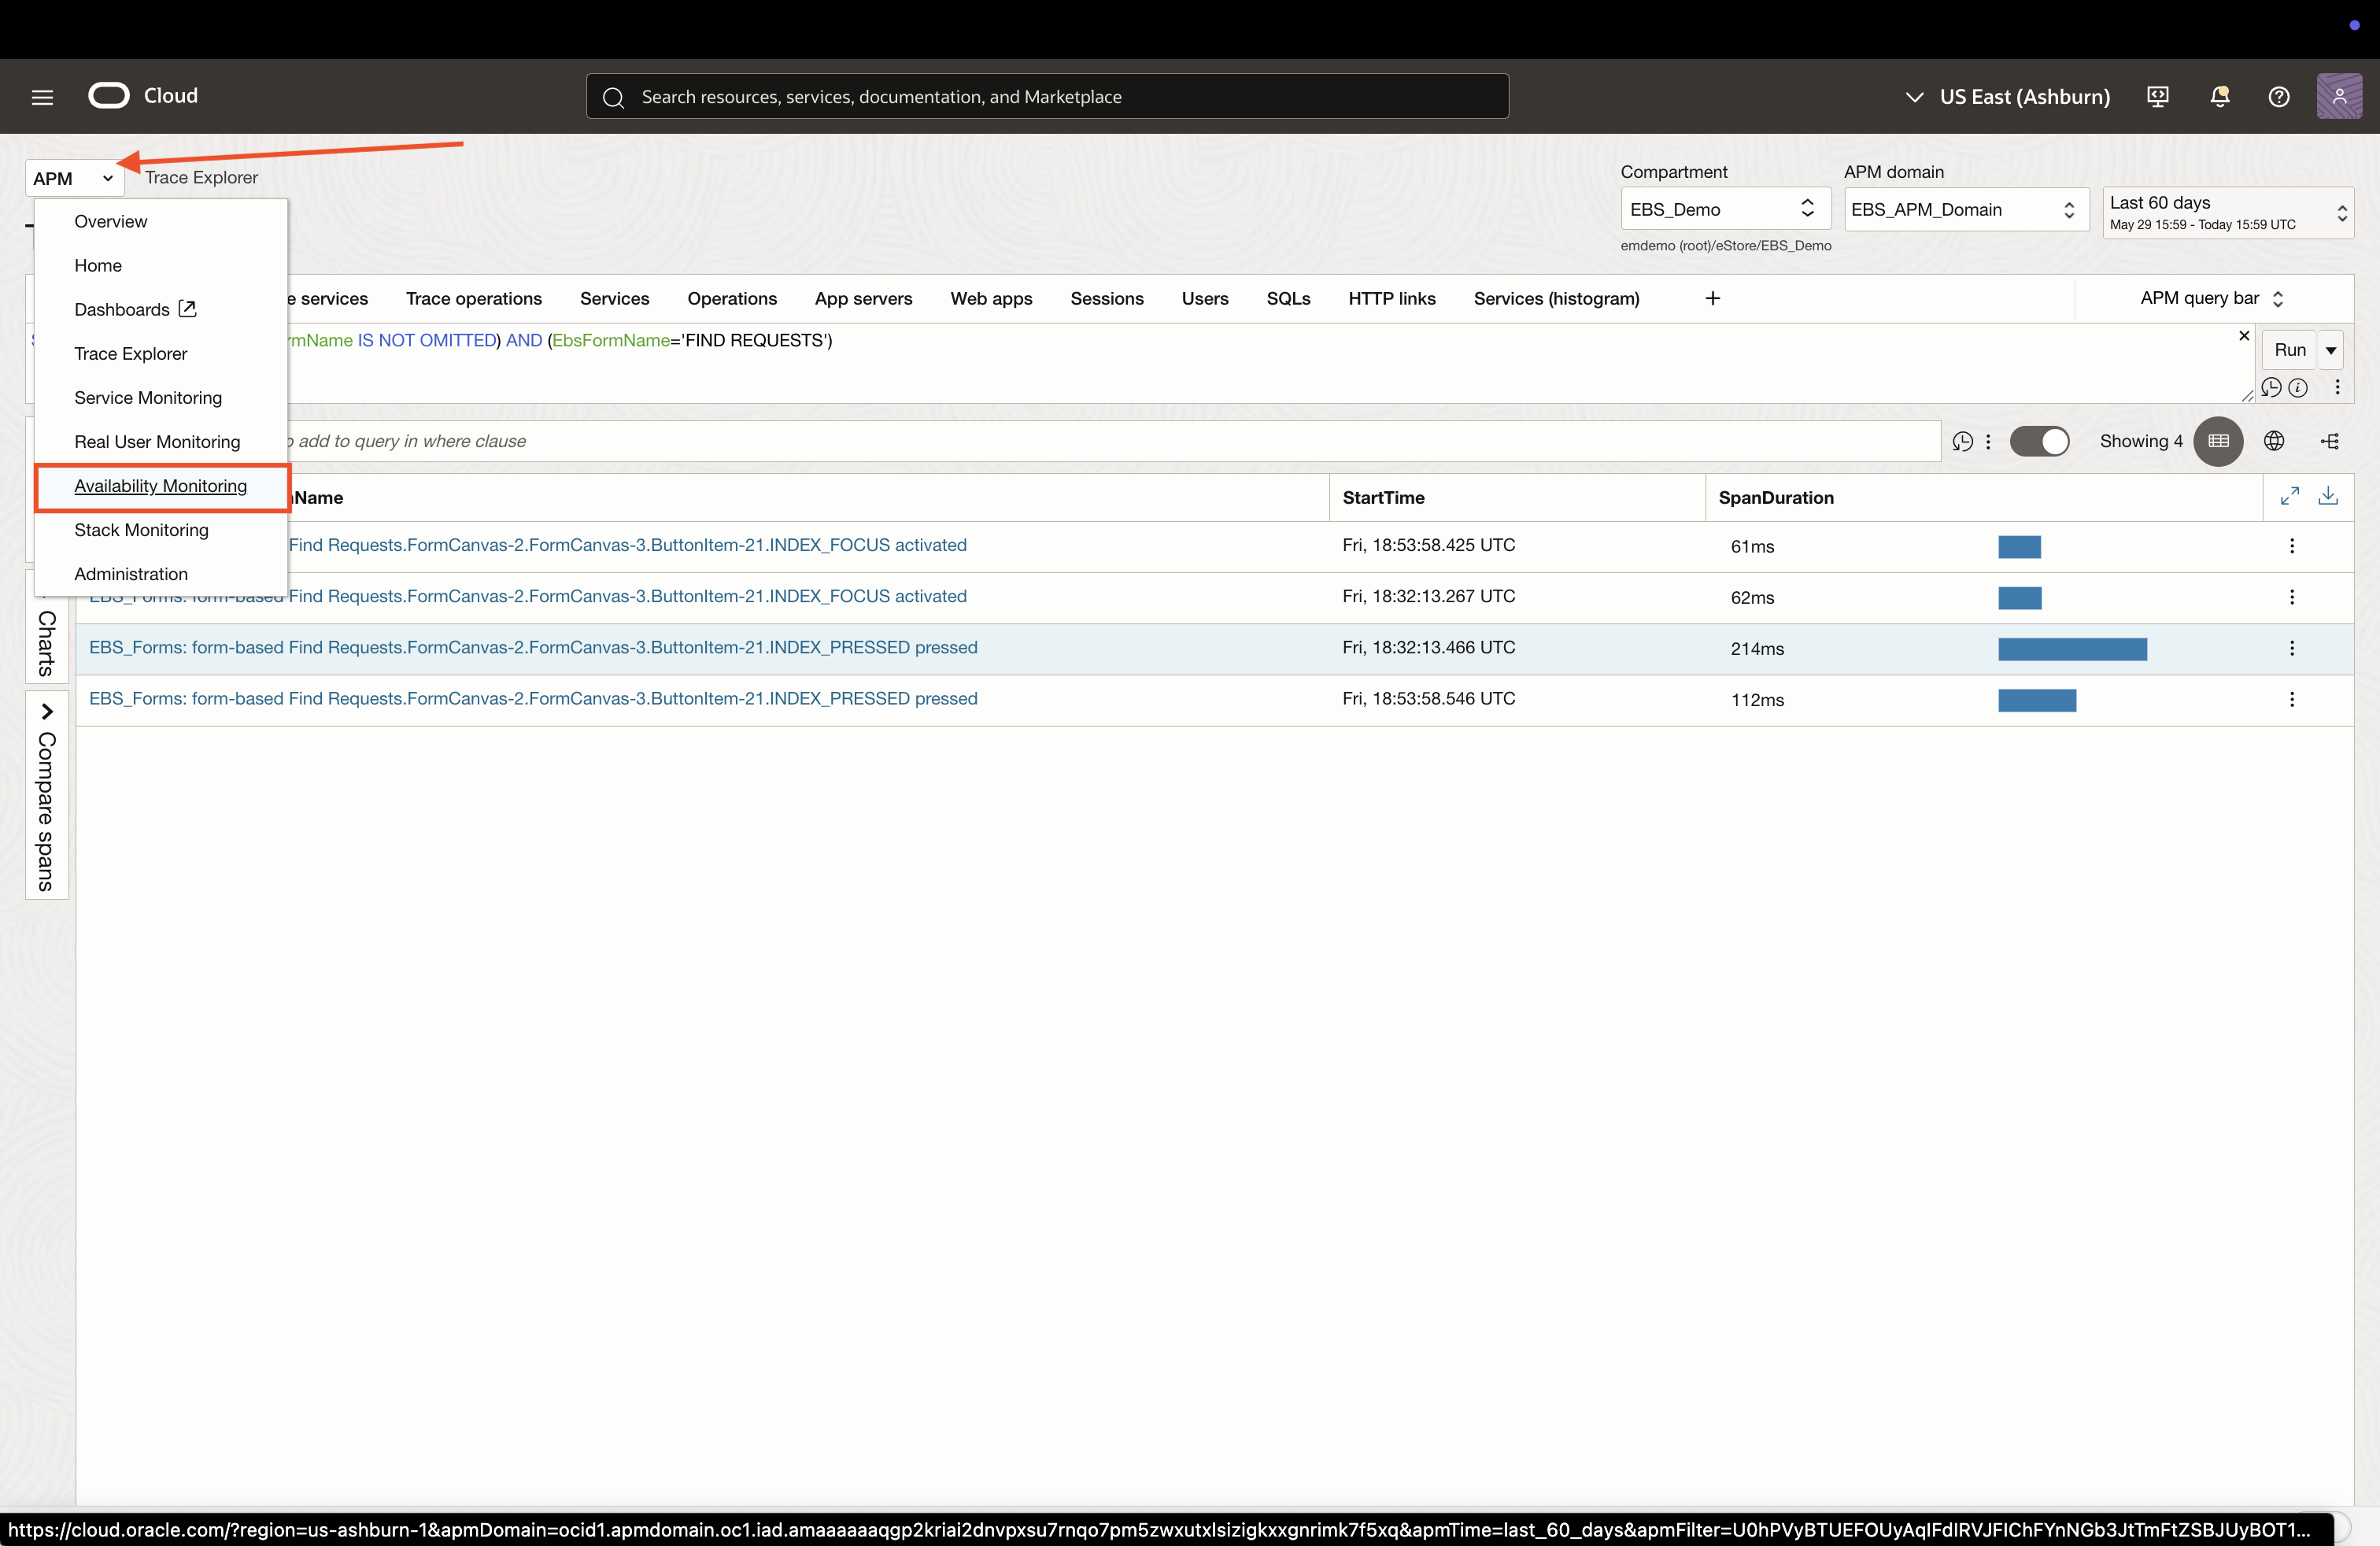 Cloud
Search resources, services, documentation, and Marketplace
US East (Ashburn)
APM
Trace Explorer
Compartment
APM domain
EBS_Demo
EBS_APM_Domain
Last 60 days
May 29 15:59 - Today 15:59 UTC
emdemo (root)/eStore/EBS_Demo
Overview
Home
Dashboards
Trace Explorer
Service Monitoring
Real User Monitoring
Availability Monitoring
Stack Monitoring
Administration
e services
Trace operations
Services
Operations
App servers
Web apps
Sessions
Users
SQLs
HTTP links
Services (histogram)
+
APM query bar
rmName IS NOT OMITTED) AND (EbsFormName='FIND REQUESTS')
Run
add to query in where clause
Showing 4
Name
StartTime
SpanDuration
Find Requests.FormCanvas-2.FormCanvas-3.ButtonItem-21.INDEX_FOCUS activated
Fri, 18:53:58.425 UTC
61ms
EBS_Forms: form-based Find Requests.FormCanvas-2.FormCanvas-3.ButtonItem-21.INDEX_FOCUS activated
Fri, 18:32:13.267 UTC
62ms
EBS_Forms: form-based Find Requests.FormCanvas-2.FormCanvas-3.ButtonItem-21.INDEX_PRESSED pressed
Fri, 18:32:13.466 UTC
214ms
EBS_Forms: form-based Find Requests.FormCanvas-2.FormCanvas-3.ButtonItem-21.INDEX_PRESSED pressed
Fri, 18:53:58.546 UTC
112ms
Charts
Compare spans
https://cloud.oracle.com/?region=us-ashburn-1&apmDomain=ocid1.apmdomain.oc1.iad.amaaaaaaqgp2kriai2dnvpxsu7rnqo7pm5zwxutxlsizigkxxgnrimk7f5xq&apmTime=last_60_days&apmFilter=U0hPVyBTUEFOUyAqIFdIRVJFIChFYnNGb3JtTmFtZSBJUyBOT1...